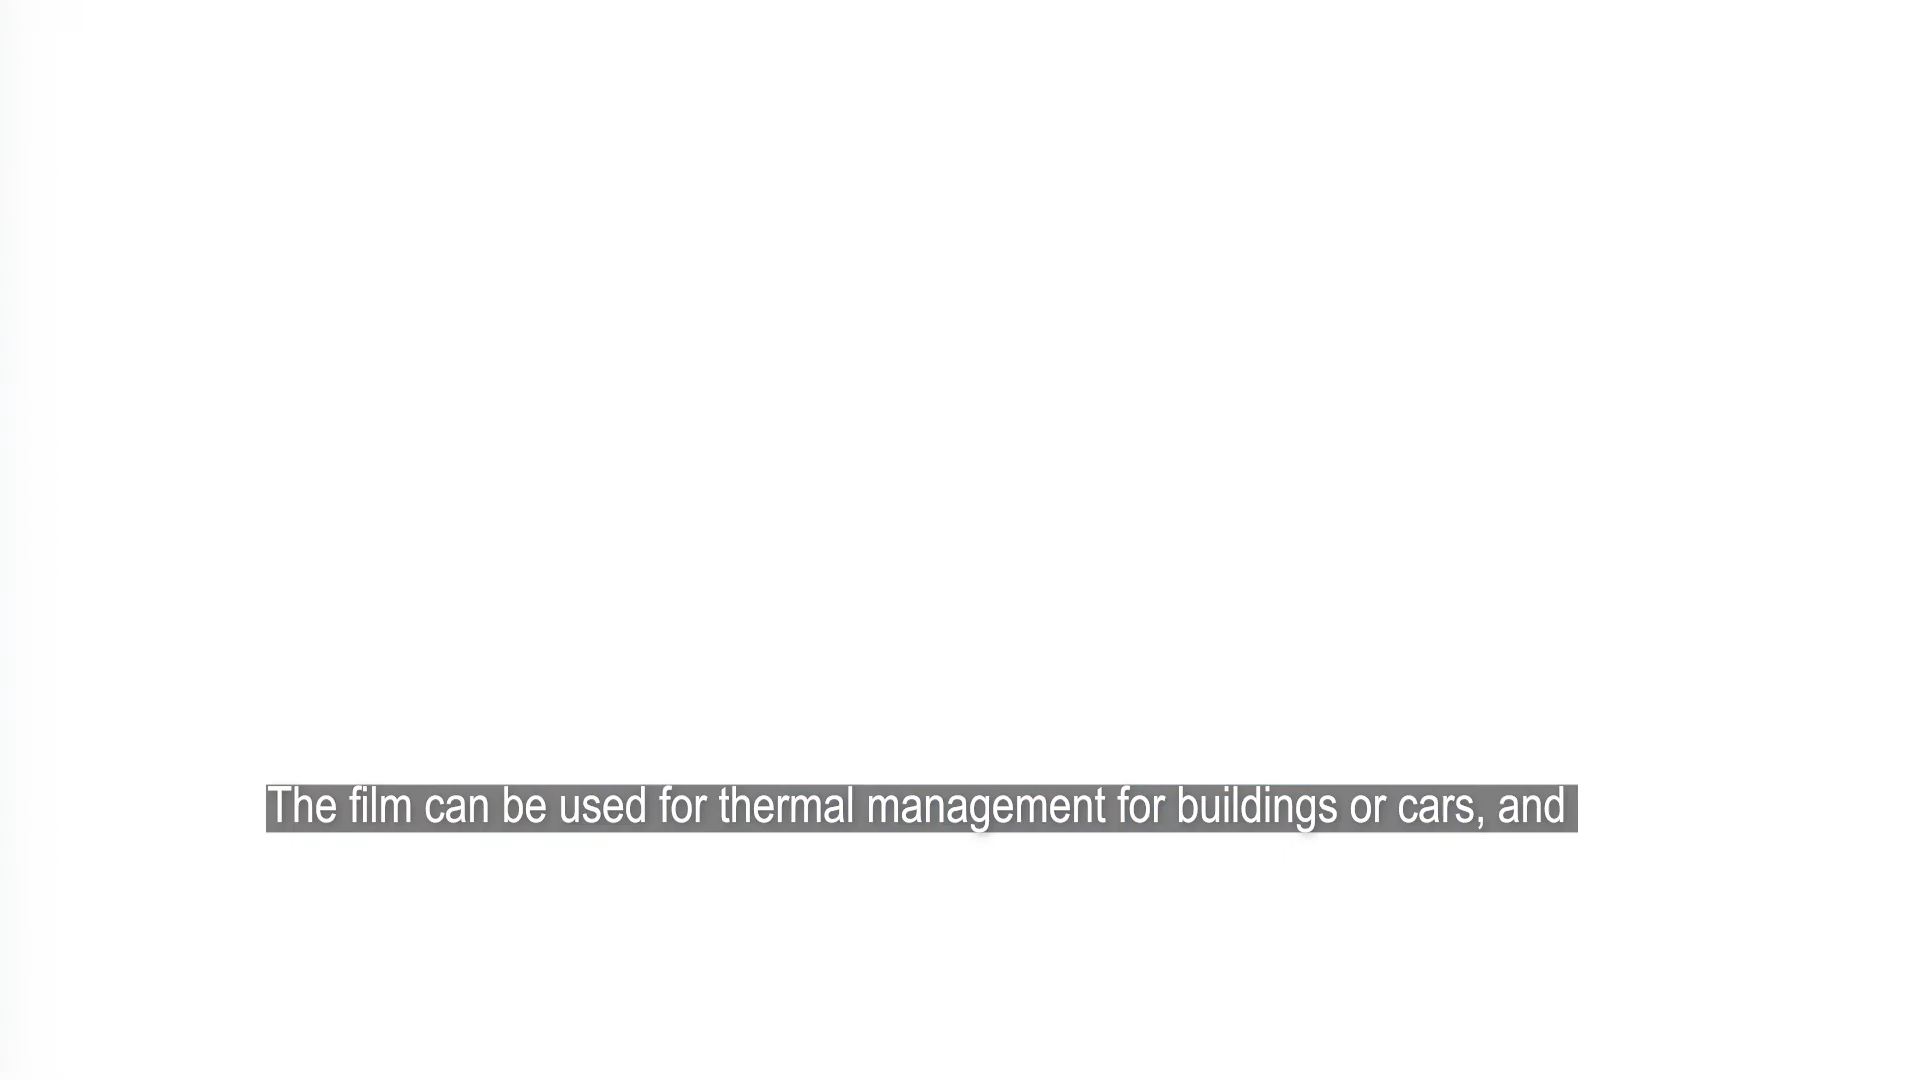 The film can be used for thermal management for buildings or cars, and